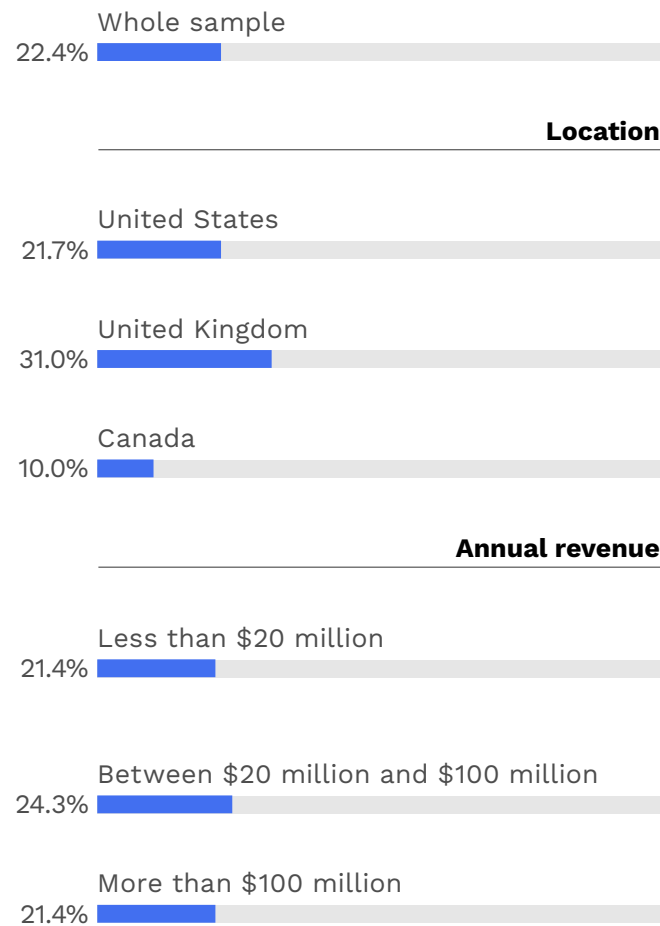 Whole sample
22.4%
Location
United States
21.7%
United Kingdom
31.0%
Canada
10.0%
Annual revenue
Less than $20 million
21.4%
Between $20 million and $100 million
24.3%
More than $100 million
21.4%